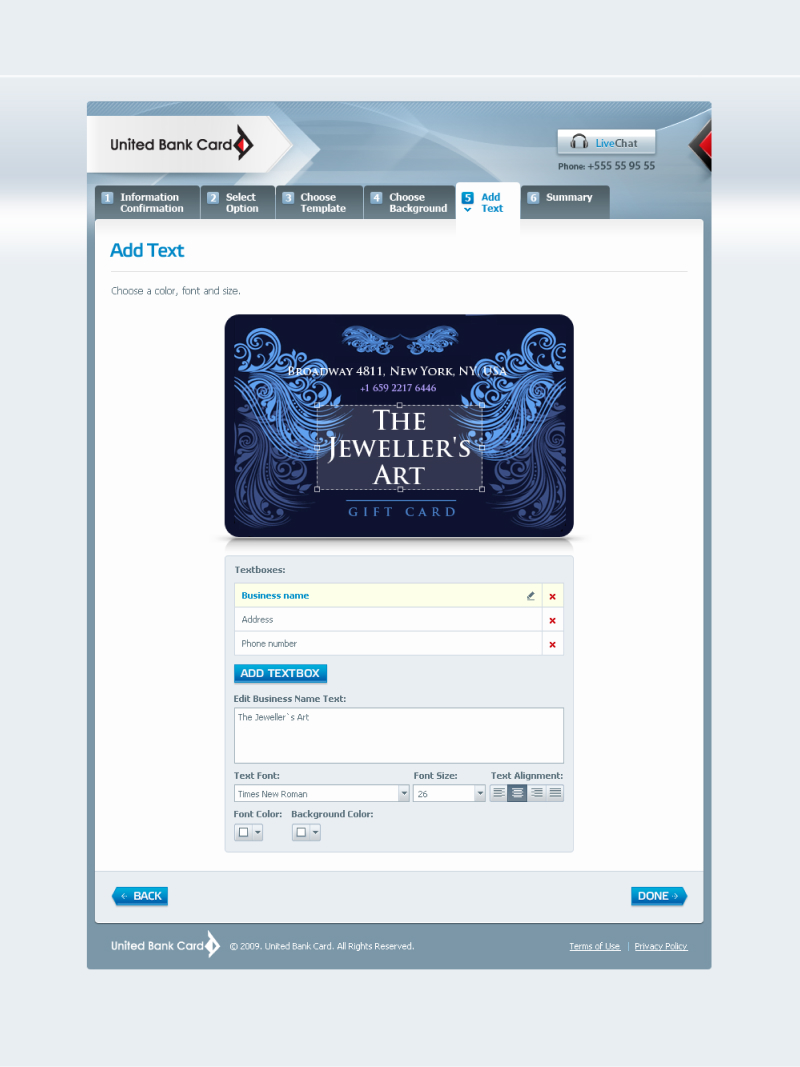 United Bank Card
LiveChat
Phone: +555 55 95 55
1 Information Confirmation
2 Select Option
3 Choose Template
4 Choose Background
5 Add Text
6 Summary
Add Text
Choose a color, font and size.
Broadway 4811, New York, NY, USA
+1 659 2217 6446
The
Jeweller's
Art
GIFT CARD
Textboxes:
Business name
Address
Phone number
ADD TEXTBOX
Edit Business Name Text:
The Jeweller`s Art
Text Font: Font Size: Text Alignment:
Times New Roman 26
Font Color: Background Color:
BACK DONE
United Bank Card © 2009. United Bank Card. All Rights Reserved. Terms of Use | Privacy Policy